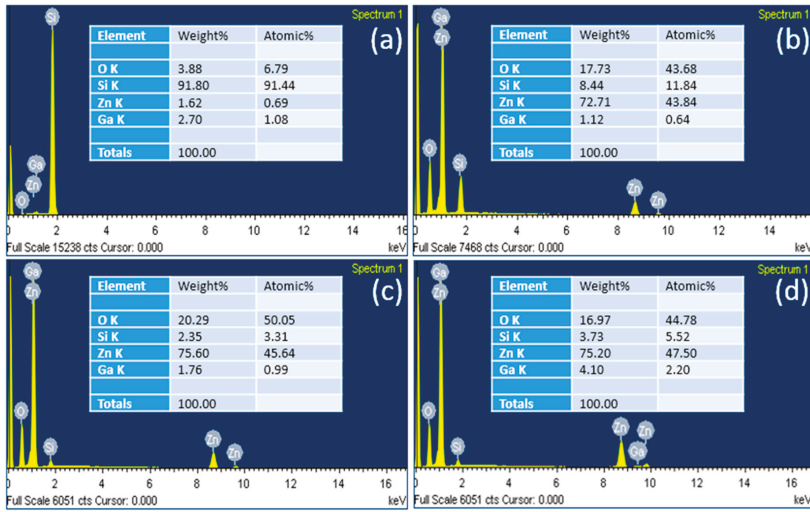 Spectrum 1
(a)
Element Weight% Atomic%
O K 3.88 6.79
Si K 91.80 91.44
Zn K 1.62 0.69
Ga K 2.70 1.08
Totals 100.00
Si
Ga
Zn
O
0 2 4 6 8 10 12 14 16
Full Scale 15238 cts Cursor: 0.000 keV
Spectrum 1
(b)
Element Weight% Atomic%
O K 17.73 43.68
Si K 8.44 11.84
Zn K 72.71 43.84
Ga K 1.12 0.64
Totals 100.00
Ga
Zn
O
Si
Zn
Zn
0 2 4 6 8 10 12 14
Full Scale 7468 cts Cursor: 0.000 keV
Spectrum 1
(c)
Element Weight% Atomic%
O K 20.29 50.05
Si K 2.35 3.31
Zn K 75.60 45.64
Ga K 1.76 0.99
Totals 100.00
Ga
Zn
O
Si
Zn
Zn
0 2 4 6 8 10 12 14 16
Full Scale 6051 cts Cursor: 0.000 keV
Spectrum 1
(d)
Element Weight% Atomic%
O K 16.97 44.78
Si K 3.73 5.52
Zn K 75.20 47.50
Ga K 4.10 2.20
Totals 100.00
Ga
Zn
O
Si
Zn
Zn
Ga
0 2 4 6 8 10 12 14 16
Full Scale 6051 cts Cursor: 0.000 keV